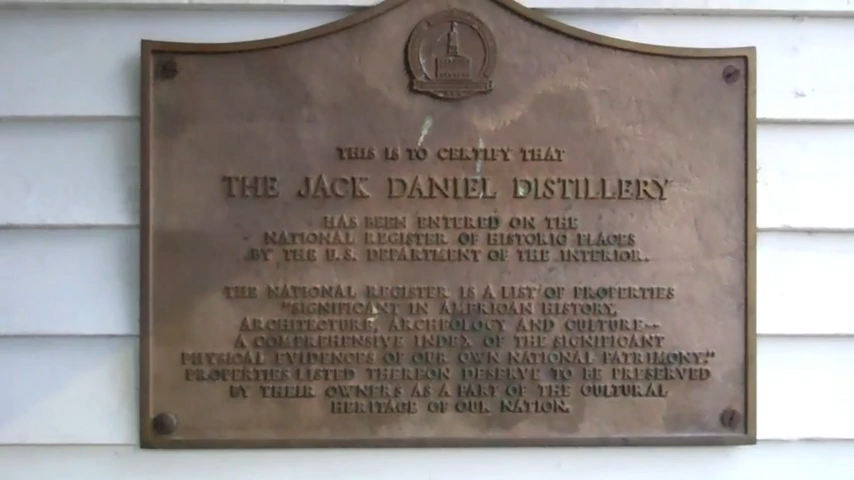 THIS IS TO CERTIFY THAT
THE JACK DANIEL DISTILLERY
HAS BEEN ENTERED ON THE
NATIONAL REGISTER OF HISTORIC PLACES
BY THE U.S. DEPARTMENT OF THE INTERIOR.
THE NATIONAL REGISTER IS A LIST OF PROPERTIES
"SIGNIFICANT IN AMERICAN HISTORY,
ARCHITECTURE, ARCHEOLOGY AND CULTURE--
A COMPREHENSIVE INDEX OF THE SIGNIFICANT
PHYSICAL EVIDENCES OF OUR OWN NATIONAL PATRIMONY."
PROPERTIES LISTED THEREON DESERVE TO BE PRESERVED
BY THEIR OWNERS AS A PART OF THE CULTURAL
HERITAGE OF OUR NATION.